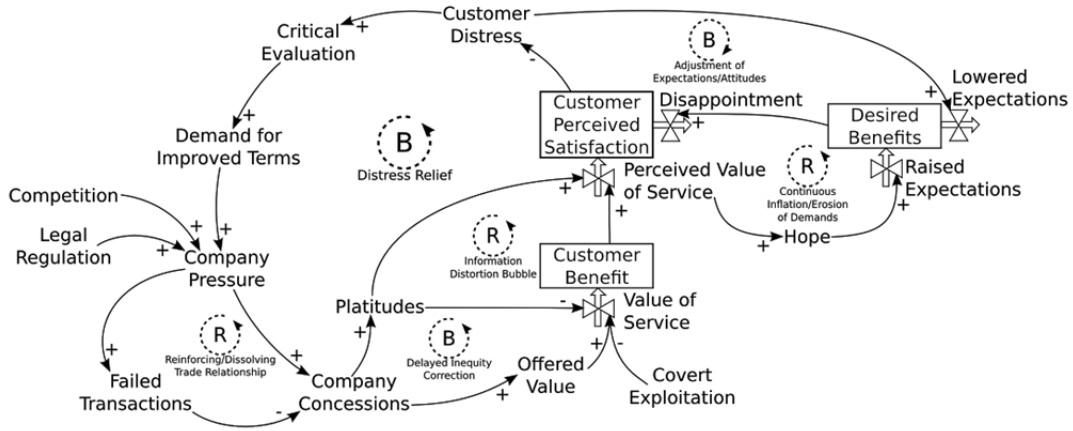 Customer
Distress
Critical
Evaluation
+
+
B
Adjustment of
Expectations/Attitudes
-
+
Lowered
Expectations
Customer
Perceived
Satisfaction
Disappointment
+
Desired
Benefits
+
Demand for
Improved Terms
B
Distress Relief
R
Continuous
Inflation/Erosion
of Demands
Raised
Expectations
+
Perceived Value
of Service
+
+
Competition
+
+
+
Hope
Legal
Regulation
+
Company
Pressure
R
Information
Distortion Bubble
Customer
Benefit
Platitudes
-
Value of
Service
+
R
Reinforcing/Dissolving
Trade Relationship
B
Delayed Inequity
Correction
+
-
+
+
Failed
Transactions
-
Company
Concessions
+
Offered
Value
Covert
Exploitation